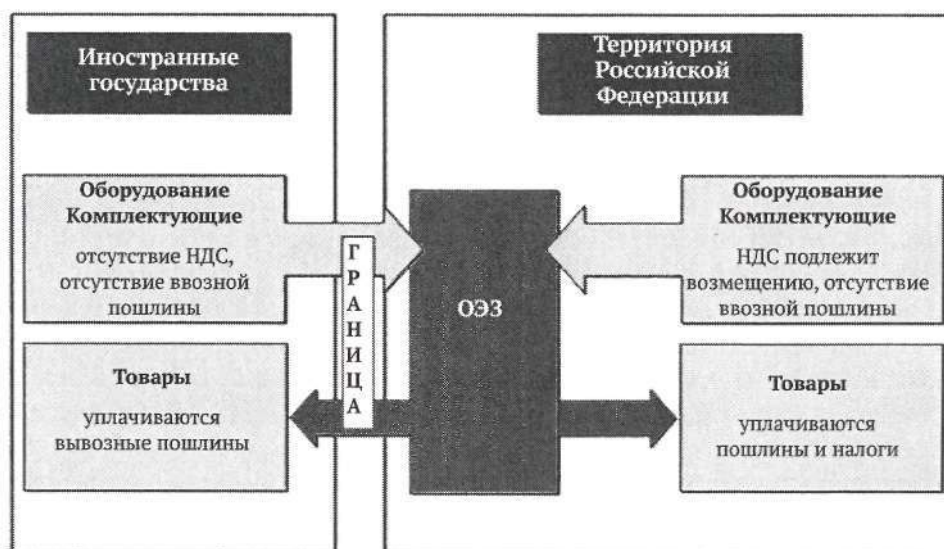 Иностранные
государства
Территория
Российской
Федерации
Оборудование
Комплектующие
отсутствие НДС,
отсутствие ввозной
пошлины
ГРАНИЦА
ОЭЗ
Оборудование
Комплектующие
НДС подлежит
возмещению, отсутствие
ввозной пошлины
Товары
уплачиваются
вывозные пошлины
Товары
уплачиваются
пошлины и налоги